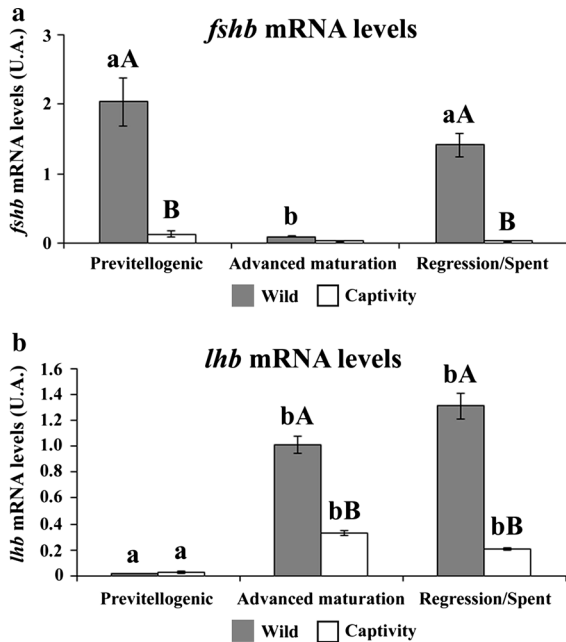 a
fshb mRNA levels
fshb mRNA levels (U.A.)
4
3
2
1
0
aA
B
b
aA
B
Previtellogenic Advanced maturation Regression/Spent
Wild Captivity
b
lhb mRNA levels
lhb mRNA levels (U.A.)
1.6
1.4
1.2
1.0
0.8
0.6
0.4
0.2
0
a
a
bA
bB
bA
bB
Previtellogenic Advanced maturation Regression/Spent
Wild Captivity